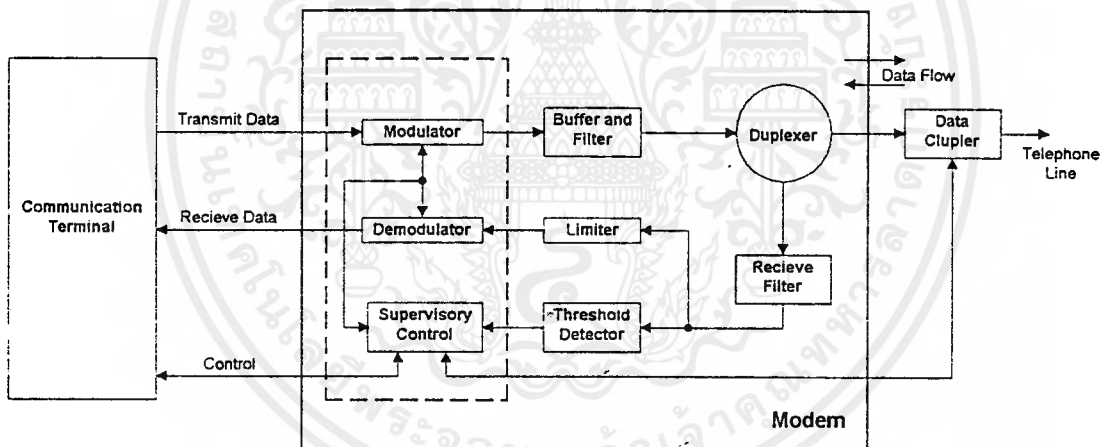 Communication
Terminal
Transmit Data
Recieve Data
Control
Modulator
Demodulator
Supervisory
Control
Buffer and
Filter
Limiter
Threshold
Detector
Duplexer
Recieve
Filter
Data Flow
Data
Clupler
Telephone
Line
Modem